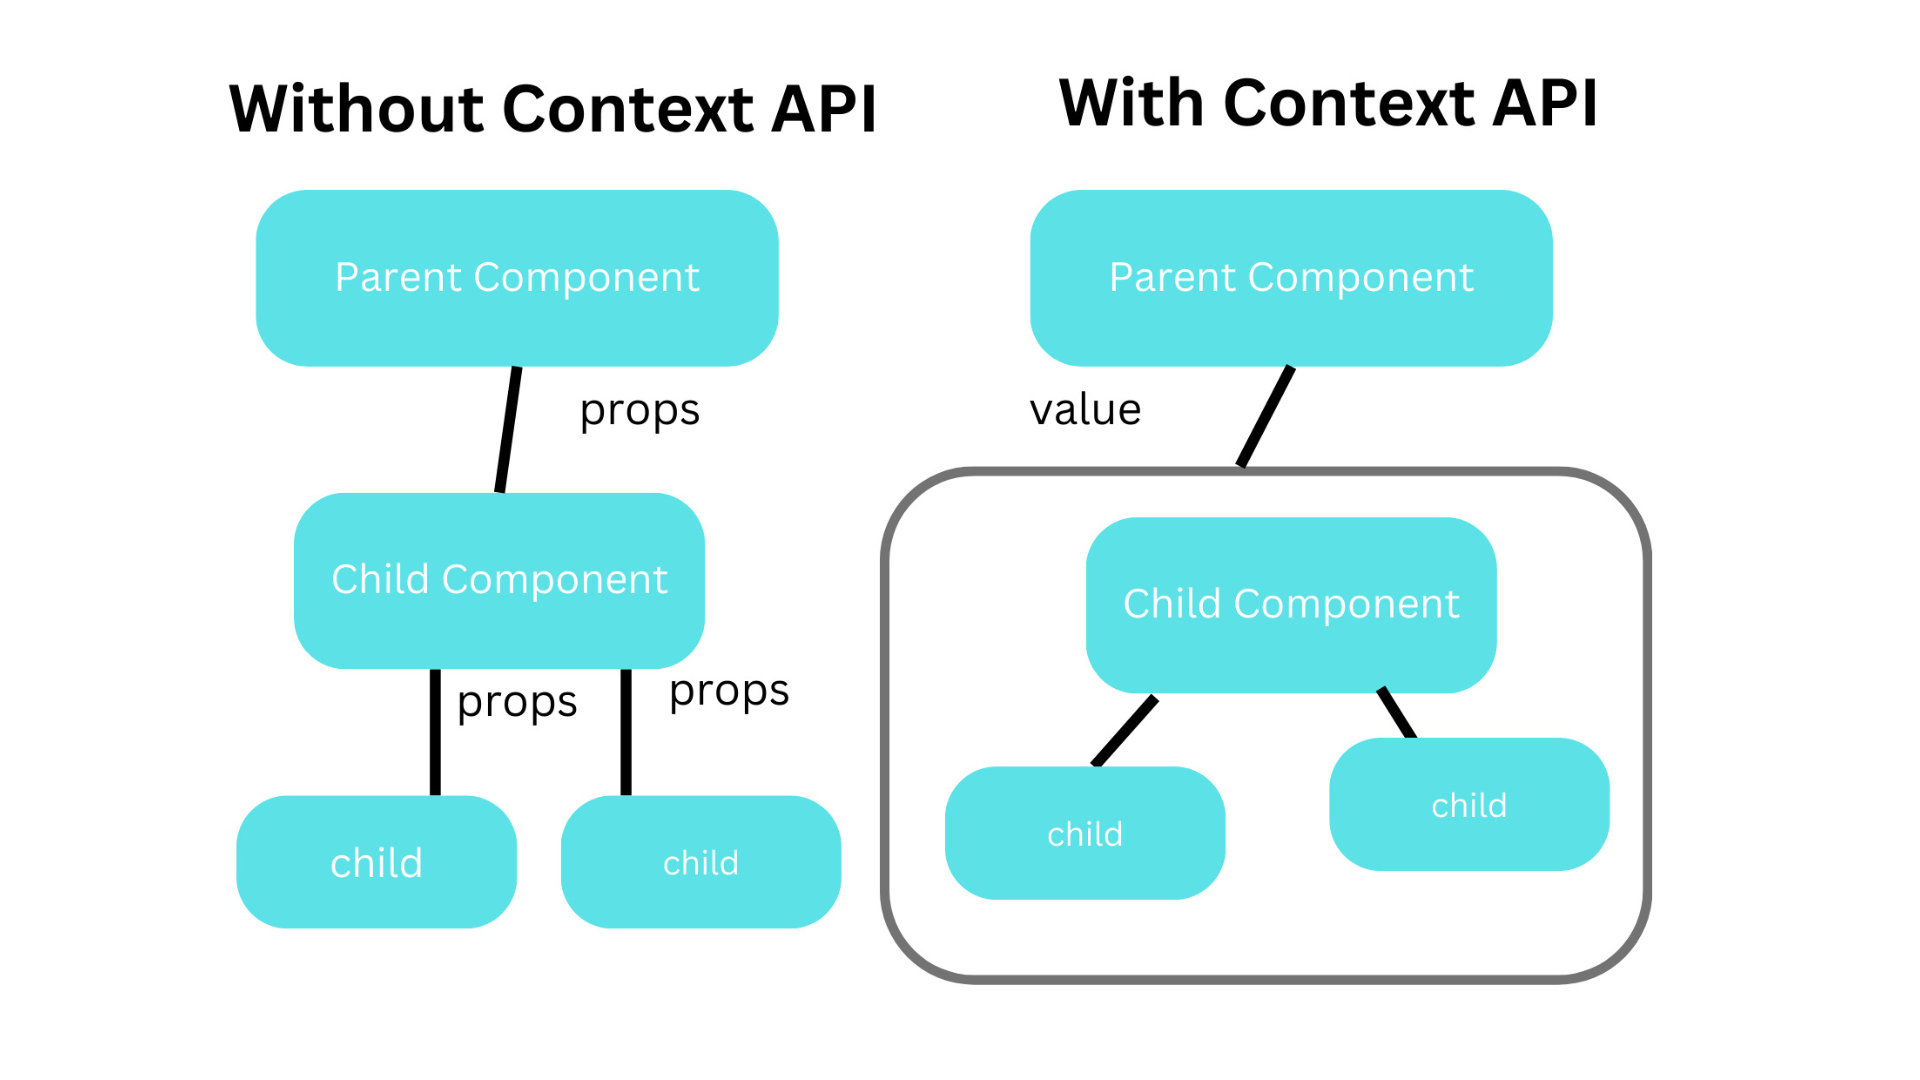 Without Context API
Parent Component
props
Child Component
props
props
child
child
With Context API
Parent Component
value
Child Component
child
child